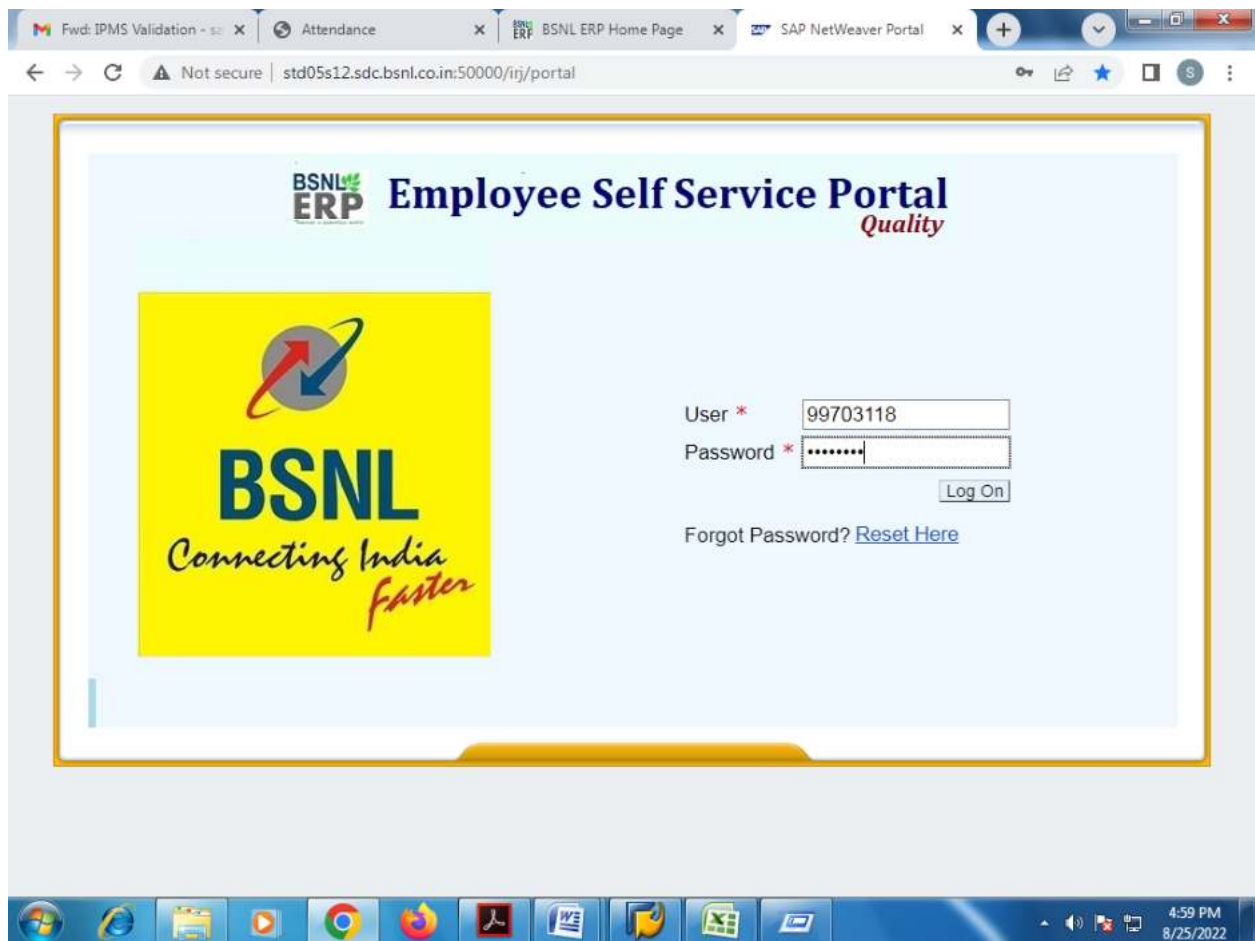 Fwd: IPMS Validation - sa
Attendance
BSNL ERP Home Page
SAP NetWeaver Portal
Not secure | std05s12.sdc.bsnl.co.in:50000/irj/portal
S
BSNL
ERP
Employee Self Service Portal
Quality
BSNL
Connecting India
faster
User * 99703118
Password * ••••••••
Log On
Forgot Password? Reset Here
4:59 PM
8/25/2022